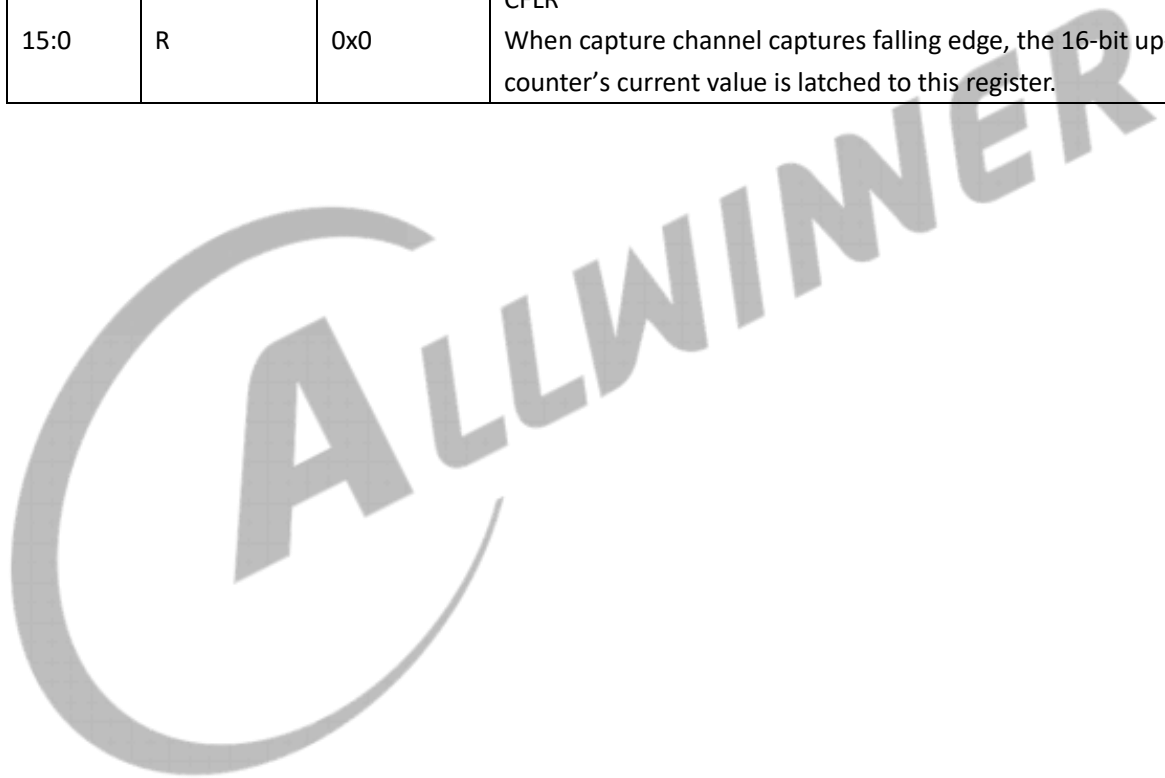 CFLR
15:0 R 0x0 When capture channel captures falling edge, the 16-bit up-
counter's current value is latched to this register.
ALLWINNER